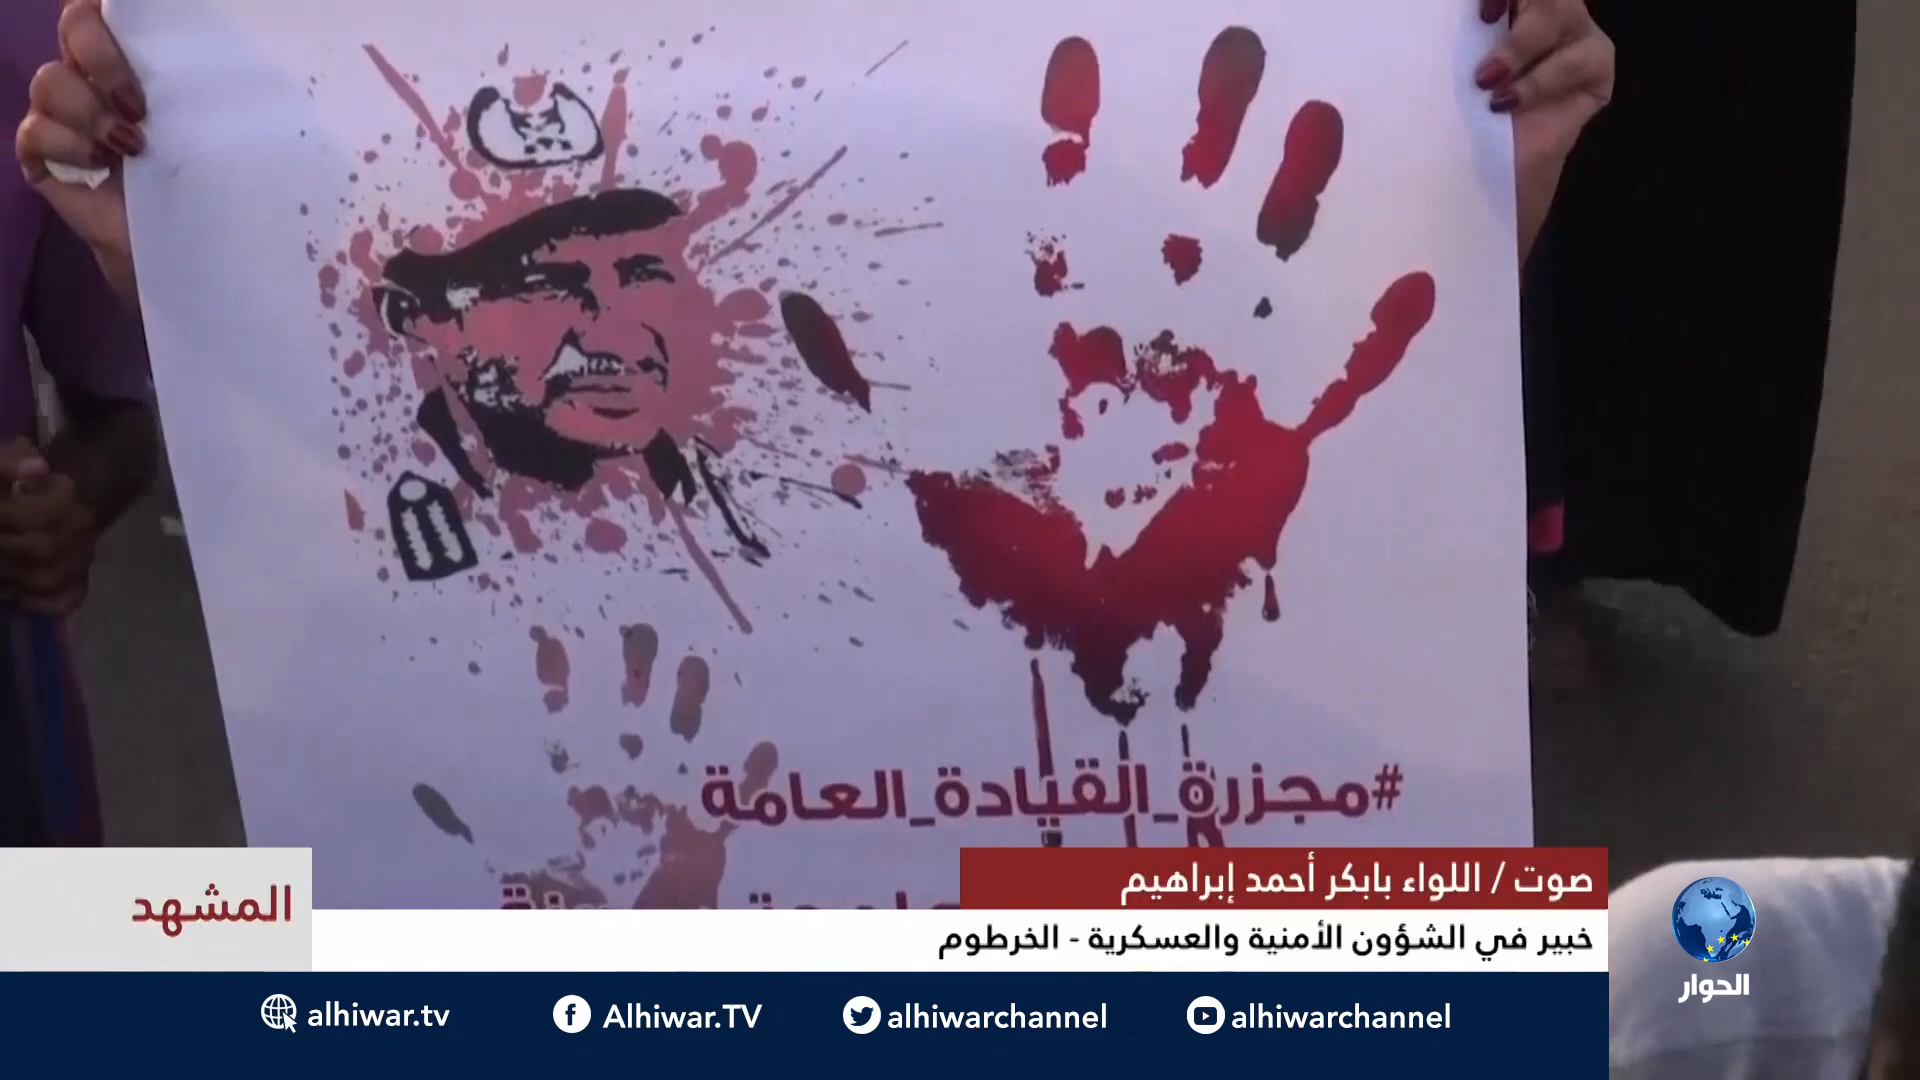 #مجزرة_القيادة_العامة
صوت / اللواء بابكر أحمد إبراهيم
خبير في الشؤون الأمنية والعسكرية - الخرطوم
المشهد
الحوار
alhiwar.tv
Alhiwar.TV
alhiwarchannel
alhiwarchannel